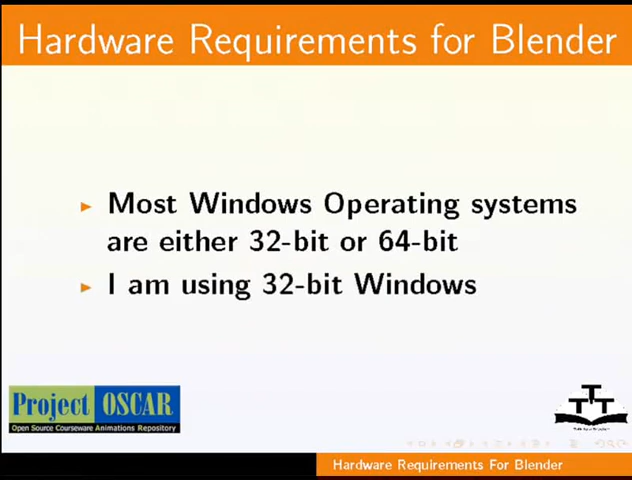 Hardware Requirements for Blender
Most Windows Operating systems
are either 32-bit or 64-bit
I am using 32-bit Windows
Project OSCAR
Open Source Courseware Animations Repository
TTT
Hardware Requirements For Blender